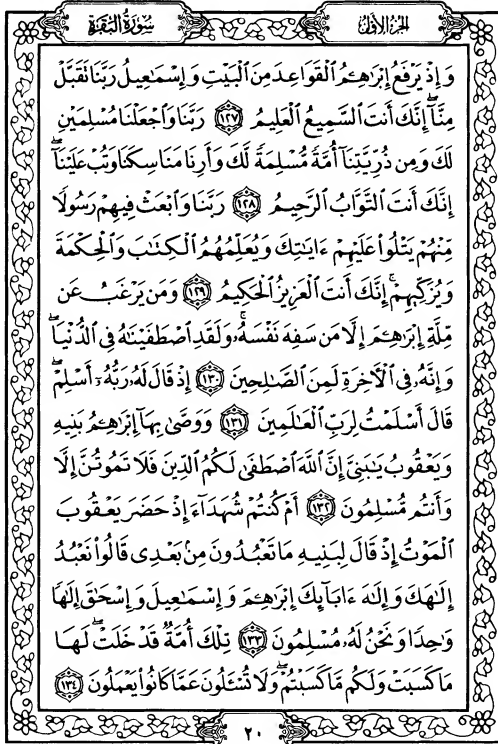 سُورَةُ البَقَرَةِ
الجزء الأول
وَإِذْ يَرْفَعُ إِبْرَٰهِـۧمُ ٱلْقَوَاعِدَ مِنَ ٱلْبَيْتِ وَإِسْمَٰعِيلُ رَبَّنَا تَقَبَّلْ
مِنَّآ ۖ إِنَّكَ أَنتَ ٱلسَّمِيعُ ٱلْعَلِيمُ ١٢٧ رَبَّنَا وَٱجْعَلْنَا مُسْلِمَيْنِ
لَكَ وَمِن ذُرِّيَّتِنَآ أُمَّةً مُّسْلِمَةً لَّكَ وَأَرِنَا مَنَاسِكَنَا وَتُبْ عَلَيْنَآ ۖ
إِنَّكَ أَنتَ ٱلتَّوَّابُ ٱلرَّحِيمُ ١٢٨ رَبَّنَا وَٱبْعَثْ فِيهِمْ رَسُولًا
مِّنْهُمْ يَتْلُوا۟ عَلَيْهِمْ ءَايَٰتِكَ وَيُعَلِّمُهُمُ ٱلْكِتَٰبَ وَٱلْحِكْمَةَ
وَيُزَكِّيهِمْ ۚ إِنَّكَ أَنتَ ٱلْعَزِيزُ ٱلْحَكِيمُ ١٢٩ وَمَن يَرْغَبُ عَن
مِّلَّةِ إِبْرَٰهِـۧمَ إِلَّا مَن سَفِهَ نَفْسَهُۥ ۚ وَلَقَدِ ٱصْطَفَيْنَٰهُ فِى ٱلدُّنْيَا ۖ
وَإِنَّهُۥ فِى ٱلْءَاخِرَةِ لَمِنَ ٱلصَّٰلِحِينَ ١٣٠ إِذْ قَالَ لَهُۥ رَبُّهُۥٓ أَسْلِمْ ۖ
قَالَ أَسْلَمْتُ لِرَبِّ ٱلْعَٰلَمِينَ ١٣١ وَوَصَّىٰ بِهَآ إِبْرَٰهِـۧمُ بَنِيهِ
وَيَعْقُوبُ يَٰبَنِىَّ إِنَّ ٱللَّهَ ٱصْطَفَىٰ لَكُمُ ٱلدِّينَ فَلَا تَمُوتُنَّ إِلَّا
وَأَنتُم مُّسْلِمُونَ ١٣٢ أَمْ كُنتُمْ شُهَدَآءَ إِذْ حَضَرَ يَعْقُوبَ
ٱلْمَوْتُ إِذْ قَالَ لِبَنِيهِ مَا تَعْبُدُونَ مِنۢ بَعْدِى قَالُوا۟ نَعْبُدُ
إِلَٰهَكَ وَإِلَٰهَ ءَابَآئِكَ إِبْرَٰهِـۧمَ وَإِسْمَٰعِيلَ وَإِسْحَٰقَ إِلَٰهًا
وَٰحِدًا وَنَحْنُ لَهُۥ مُسْلِمُونَ ١٣٣ تِلْكَ أُمَّةٌ قَدْ خَلَتْ ۖ لَهَا
مَا كَسَبَتْ وَلَكُم مَّا كَسَبْتُمْ ۖ وَلَا تُسْـَٔلُونَ عَمَّا كَانُوا۟ يَعْمَلُونَ ١٣٤
٢٠